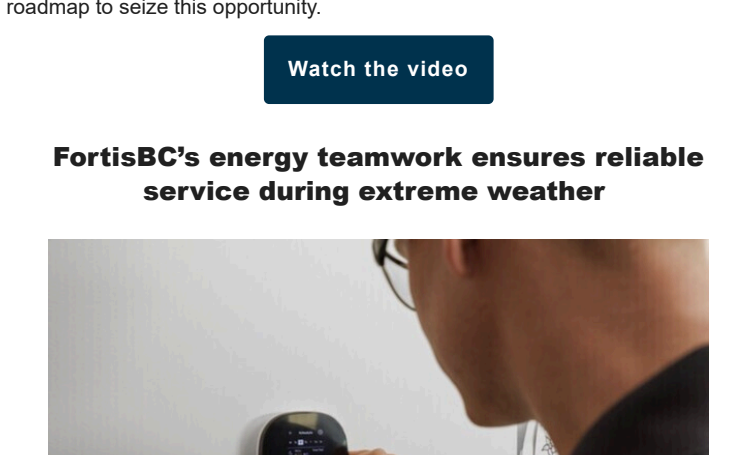 roadmap to seize this opportunity.
Watch the video
FortisBC’s energy teamwork ensures reliable
service during extreme weather